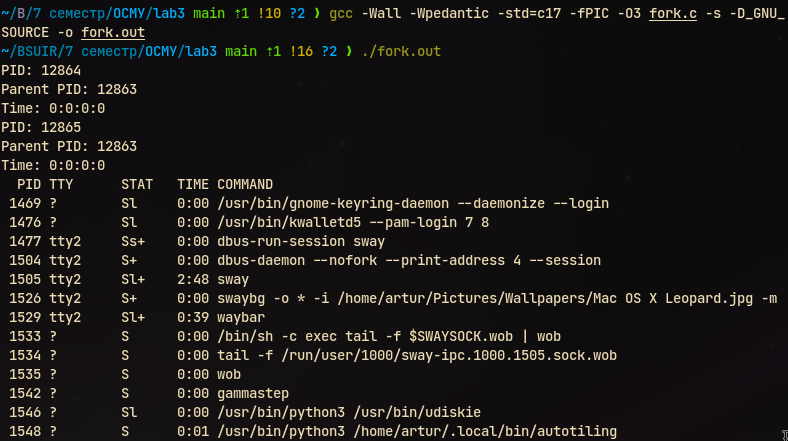 ~/B/7 семестр/ОСМУ/lab3 main ⇡1 !10 ?2 ❯ gcc -Wall -Wpedantic -std=c17 -fPIC -O3 fork.c -s -D_GNU_
SOURCE -o fork.out
~/BSUIR/7 семестр/ОСМУ/lab3 main ⇡1 !16 ?2 ❯ ./fork.out
PID: 12864
Parent PID: 12863
Time: 0:0:0:0
PID: 12865
Parent PID: 12863
Time: 0:0:0:0
  PID TTY      STAT   TIME COMMAND
 1469 ?        Sl     0:00 /usr/bin/gnome-keyring-daemon --daemonize --login
 1476 ?        Sl     0:00 /usr/bin/kwalletd5 --pam-login 7 8
 1477 tty2     Ss+    0:00 dbus-run-session sway
 1504 tty2     S+     0:00 dbus-daemon --nofork --print-address 4 --session
 1505 tty2     Sl+    2:48 sway
 1526 tty2     S+     0:00 swaybg -o * -i /home/artur/Pictures/Wallpapers/Mac OS X Leopard.jpg -m
 1529 tty2     Sl+    0:39 waybar
 1533 ?        S      0:00 /bin/sh -c exec tail -f $SWAYSOCK.wob | wob
 1534 ?        S      0:00 tail -f /run/user/1000/sway-ipc.1000.1505.sock.wob
 1535 ?        S      0:00 wob
 1542 ?        S      0:00 gammastep
 1546 ?        Sl     0:00 /usr/bin/python3 /usr/bin/udiskie
 1548 ?        S      0:01 /usr/bin/python3 /home/artur/.local/bin/autotiling